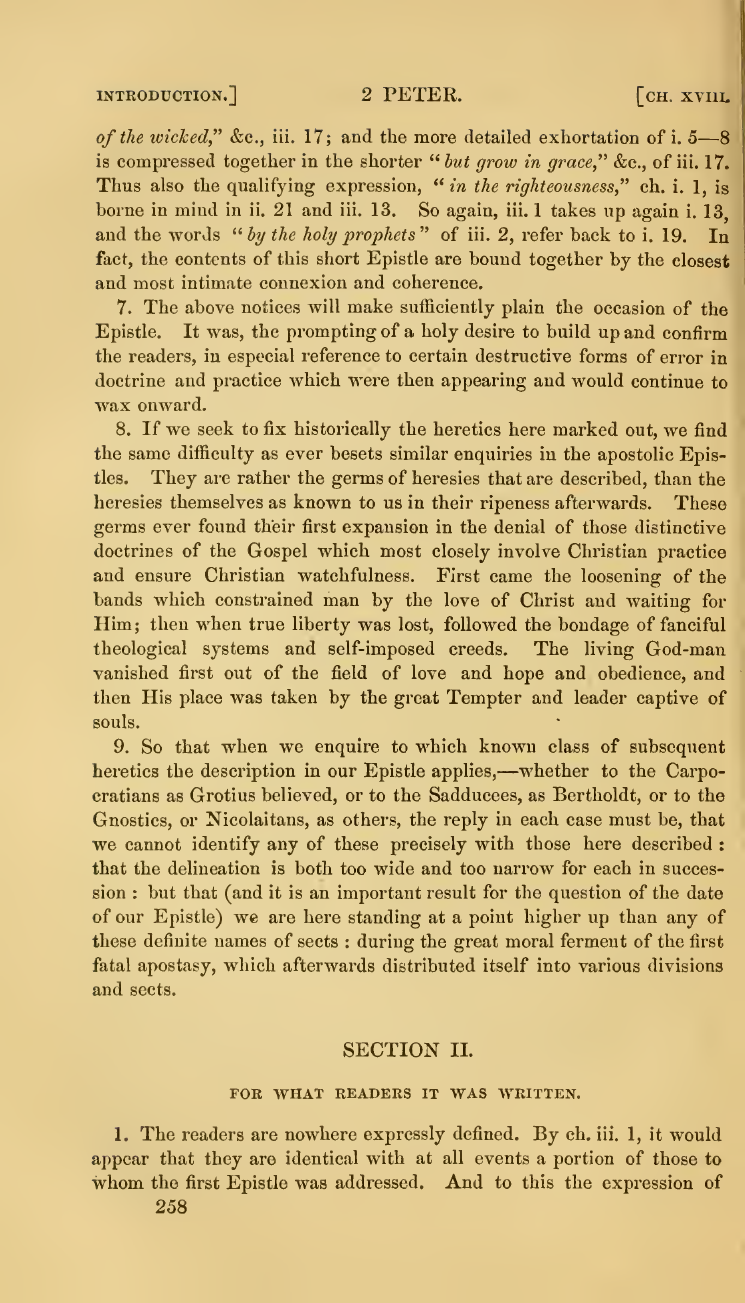 INTRODUCTION.] 2 PETER. [CH. XVIII.
of the wicked,” &c., iii. 17; and the more detailed exhortation of i. 5—8
is compressed together in the shorter “ but grow in grace,” &c., of iii. 17.
Thus also the qualifying expression, “ in the righteousness,” ch. i. 1, is
borne in mind in ii. 21 and iii. 13. So again, iii. 1 takes up again i. 13,
and the words “ by the holy prophets ” of iii. 2, refer back to i. 19. In
fact, the contents of this short Epistle are bound together by the closest
and most intimate connexion and coherence.
7. The above notices will make sufficiently plain the occasion of the
Epistle. It was, the prompting of a holy desire to build up and confirm
the readers, in especial reference to certain destructive forms of error in
doctrine and practice which were then appearing and would continue to
wax onward.
8. If we seek to fix historically the heretics here marked out, we find
the same difficulty as ever besets similar enquiries in the apostolic Epis-
tles. They are rather the germs of heresies that are described, than the
heresies themselves as known to us in their ripeness afterwards. These
germs ever found their first expansion in the denial of those distinctive
doctrines of the Gospel which most closely involve Christian practice
and ensure Christian watchfulness. First came the loosening of the
bands which constrained man by the love of Christ and waiting for
Him; then when true liberty was lost, followed the bondage of fanciful
theological systems and self-imposed creeds. The living God-man
vanished first out of the field of love and hope and obedience, and
then His place was taken by the great Tempter and leader captive of
souls.
9. So that when we enquire to which known class of subsequent
heretics the description in our Epistle applies,—whether to the Carpo-
cratians as Grotius believed, or to the Sadducees, as Bertholdt, or to the
Gnostics, or Nicolaitans, as others, the reply in each case must be, that
we cannot identify any of these precisely with those here described :
that the delineation is both too wide and too narrow for each in succes-
sion : but that (and it is an important result for the question of the date
of our Epistle) we are here standing at a point higher up than any of
these definite names of sects : during the great moral ferment of the first
fatal apostasy, which afterwards distributed itself into various divisions
and sects.
SECTION II.
FOR WHAT READERS IT WAS WRITTEN.
1. The readers are nowhere expressly defined. By ch. iii. 1, it would
appear that they are identical with at all events a portion of those to
whom the first Epistle was addressed. And to this the expression of
258